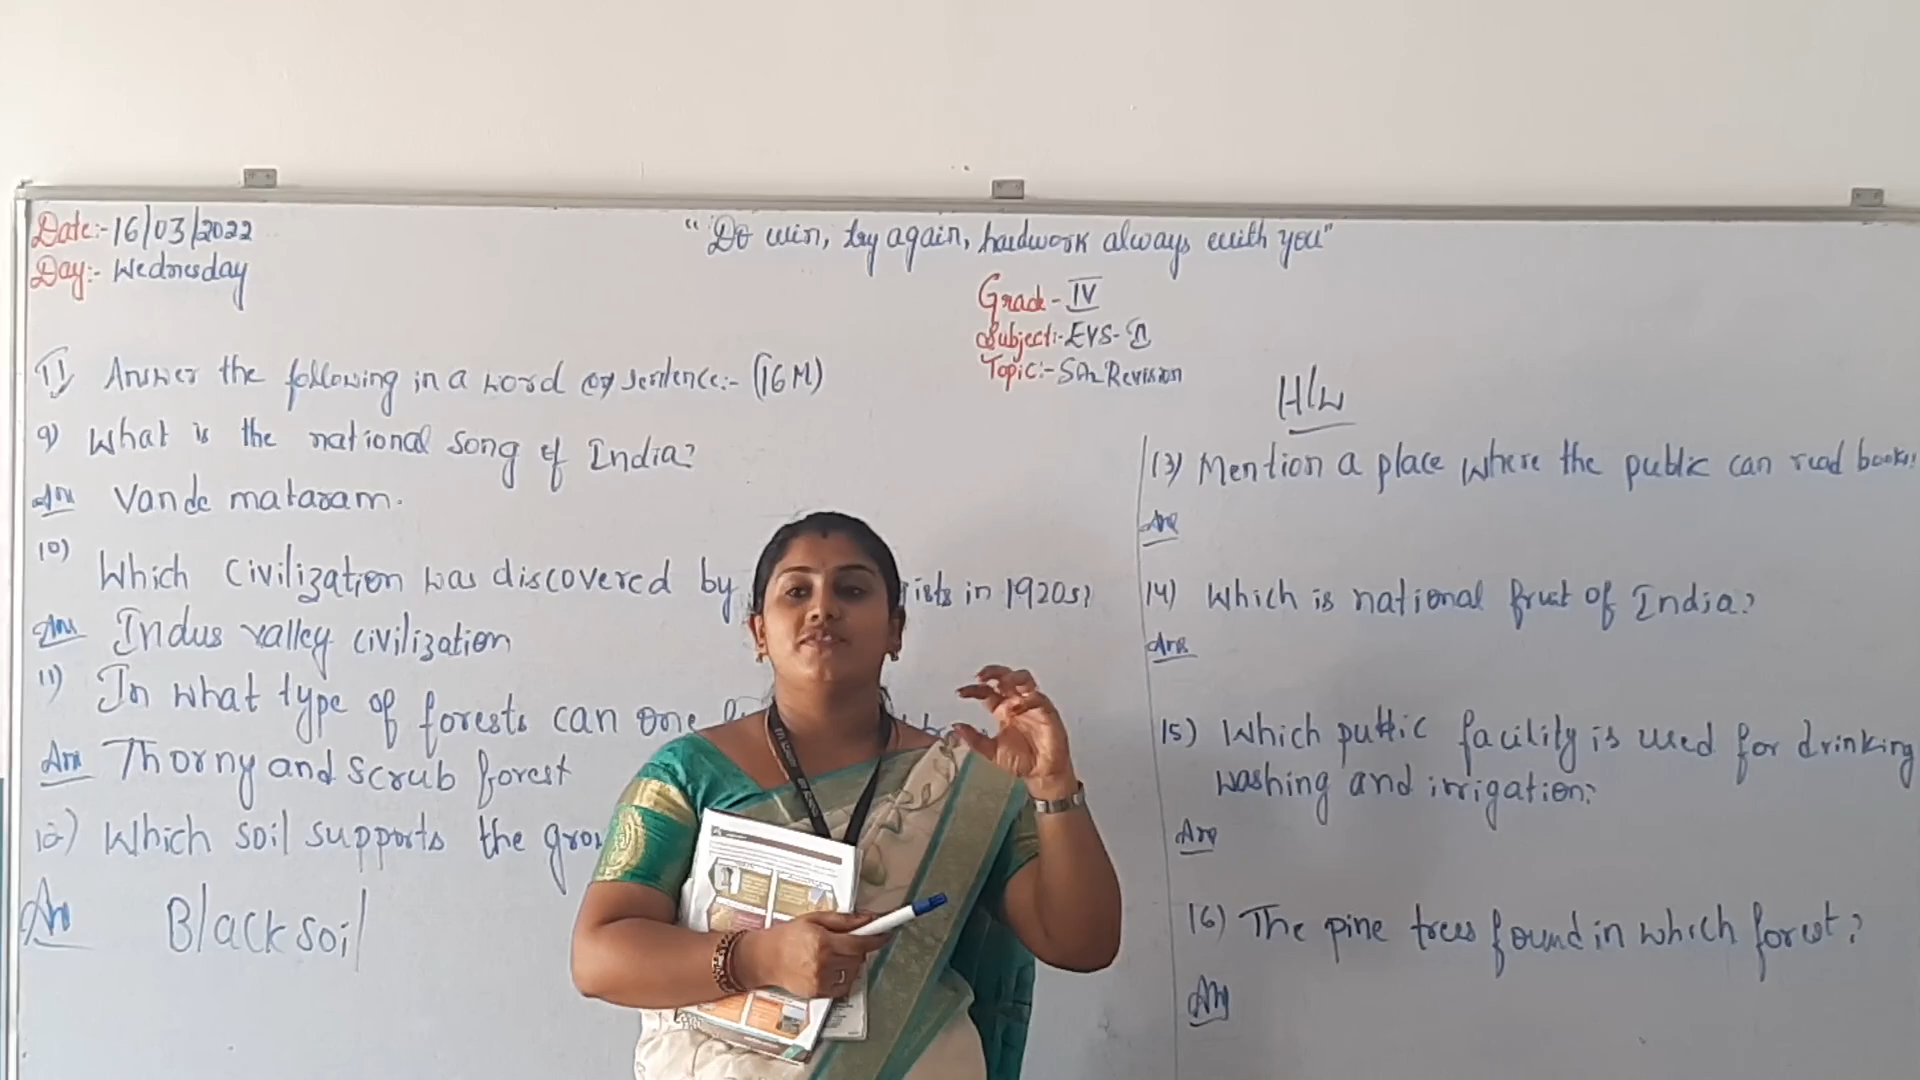 Date:- 16/03/2022
Day:- Wednesday
"Do win, try again, hardwork always with you"
Grade - IV
Subject:- EVS-II
Topic:- SA2 Revision
II) Answer the following in a word or sentence:- (16M)
9) What is the national song of India?
Ans Vande mataram.
10) Which civilization was discovered by in 1920s?
Ans Indus valley civilization
11) In what type of forests can one
Ans Thorny and scrub forest
12) Which soil supports the
Ans Black soil
H/W
13) Mention a place where the public can read books?
Ans
14) Which is national fruit of India?
Ans
15) Which public facility is used for drinking
washing and irrigation?
Ans
16) The pine trees found in which forest?
Ans